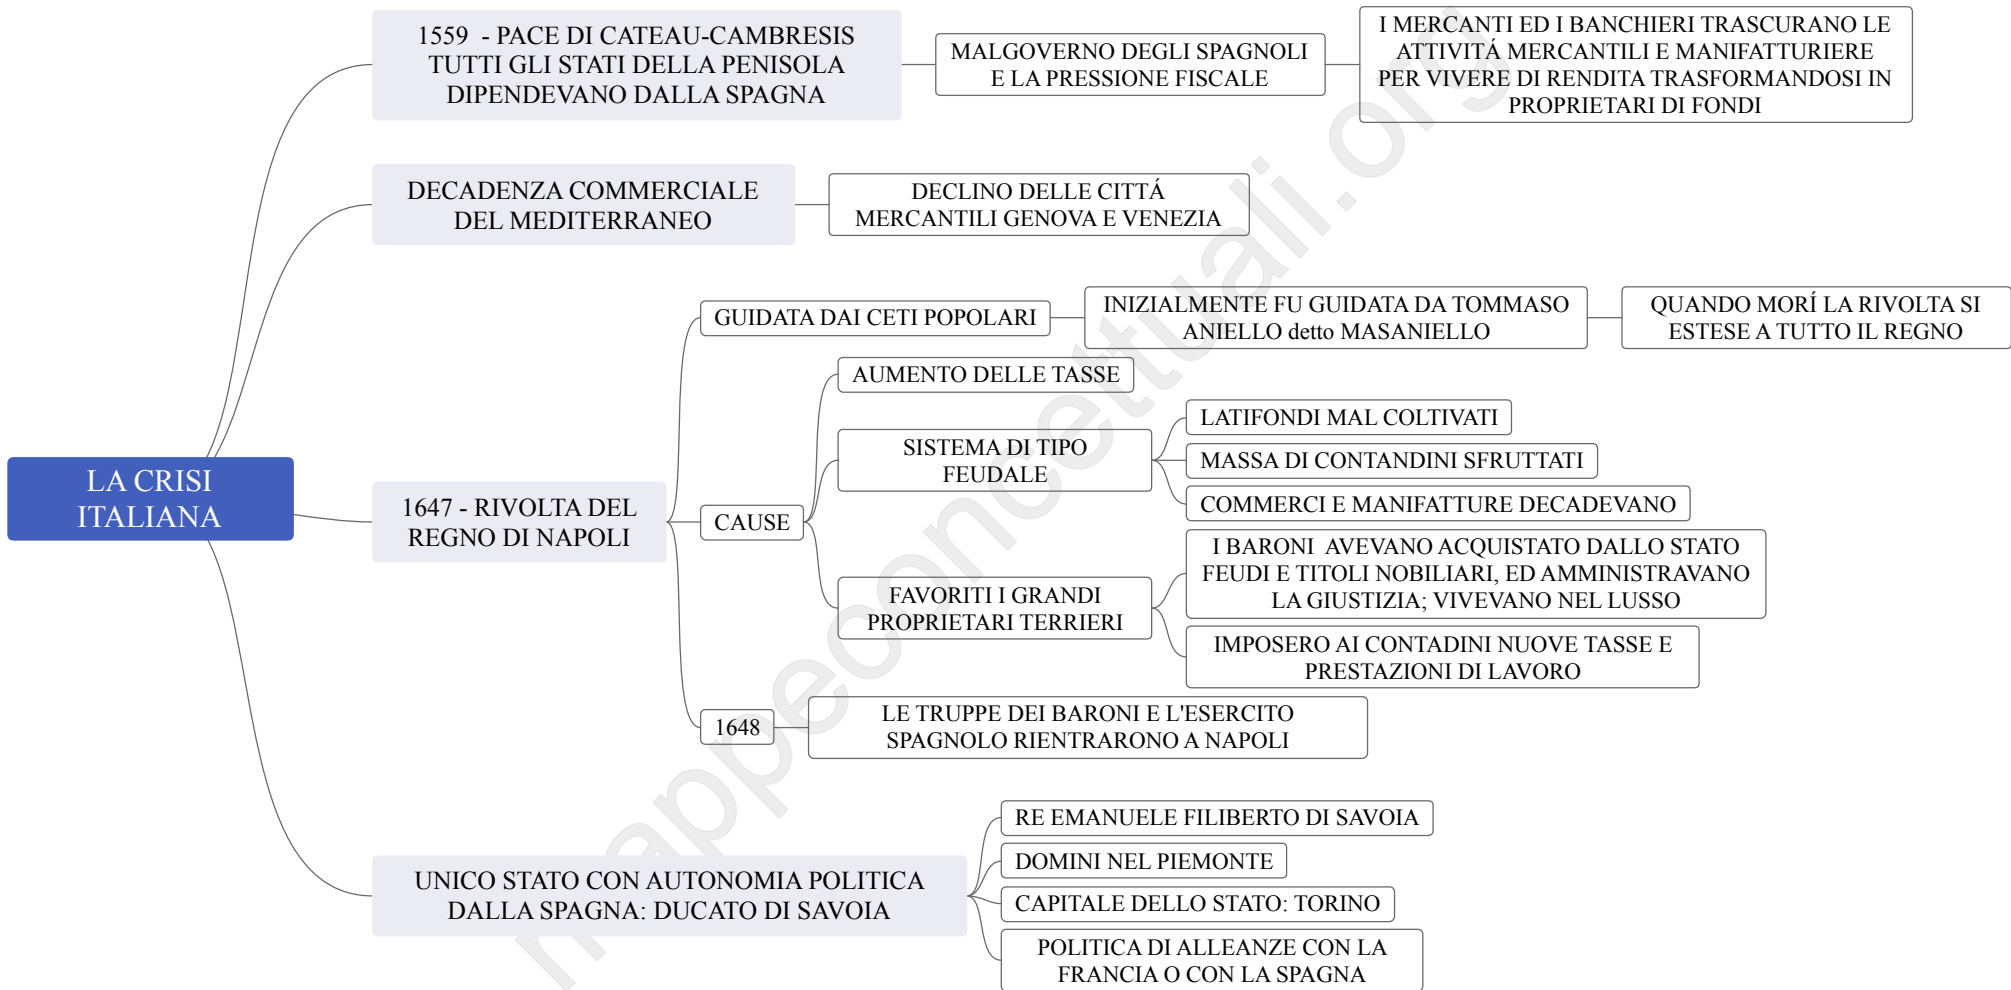 1559 - PACE DI CATEAU-CAMBRESIS
TUTTI GLI STATI DELLA PENISOLA
DIPENDEVANO DALLA SPAGNA
MALGOVERNO DEGLI SPAGNOLI
E LA PRESSIONE FISCALE
I MERCANTI ED I BANCHIERI TRASCURANO LE
ATTIVITÁ MERCANTILI E MANIFATTURIERE
PER VIVERE DI RENDITA TRASFORMANDOSI IN
PROPRIETARI DI FONDI
DECADENZA COMMERCIALE
DEL MEDITERRANEO
DECLINO DELLE CITTÁ
MERCANTILI GENOVA E VENEZIA
LA CRISI
ITALIANA
1647 - RIVOLTA DEL
REGNO DI NAPOLI
GUIDATA DAI CETI POPOLARI
INIZIALMENTE FU GUIDATA DA TOMMASO
ANIELLO detto MASANIELLO
QUANDO MORÍ LA RIVOLTA SI
ESTESE A TUTTO IL REGNO
CAUSE
AUMENTO DELLE TASSE
SISTEMA DI TIPO
FEUDALE
LATIFONDI MAL COLTIVATI
MASSA DI CONTANDINI SFRUTTATI
COMMERCI E MANIFATTURE DECADEVANO
FAVORITI I GRANDI
PROPRIETARI TERRIERI
I BARONI AVEVANO ACQUISTATO DALLO STATO
FEUDI E TITOLI NOBILIARI, ED AMMINISTRAVANO
LA GIUSTIZIA; VIVEVANO NEL LUSSO
IMPOSERO AI CONTADINI NUOVE TASSE E
PRESTAZIONI DI LAVORO
1648
LE TRUPPE DEI BARONI E L'ESERCITO
SPAGNOLO RIENTRARONO A NAPOLI
UNICO STATO CON AUTONOMIA POLITICA
DALLA SPAGNA: DUCATO DI SAVOIA
RE EMANUELE FILIBERTO DI SAVOIA
DOMINI NEL PIEMONTE
CAPITALE DELLO STATO: TORINO
POLITICA DI ALLEANZE CON LA
FRANCIA O CON LA SPAGNA
mappeconcettuali.org